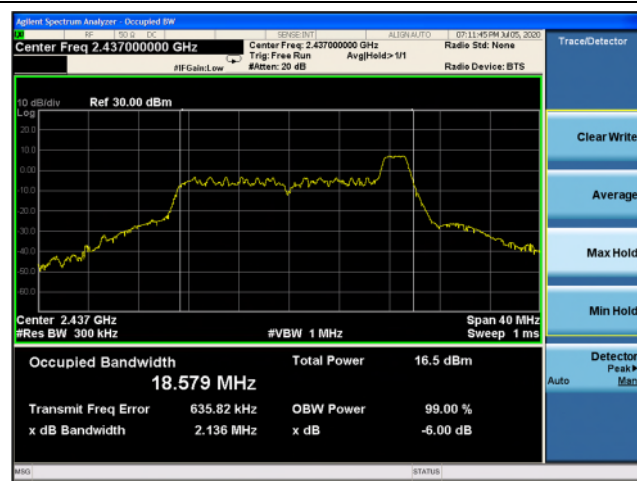 Agilent Spectrum Analyzer - Occupied BW
RF 50 Ω DC SENSE:INT ALIGN AUTO 07:11:45 PM Jul 05, 2020
Center Freq 2.437000000 GHz
Center Freq: 2.437000000 GHz
Radio Std: None
Trig: Free Run Avg|Hold:> 1/1
#IFGain:Low #Atten: 20 dB Radio Device: BTS
Trace/Detector
10 dB/div Ref 30.00 dBm
Log
20.0
10.0
0.00
-10.0
-20.0
-30.0
-40.0
-50.0
-60.0
Clear Write
Average
Max Hold
Min Hold
Center 2.437 GHz Span 40 MHz
#Res BW 300 kHz #VBW 1 MHz Sweep 1 ms
Occupied Bandwidth Total Power 16.5 dBm
18.579 MHz
Transmit Freq Error 635.82 kHz OBW Power 99.00 %
x dB Bandwidth 2.136 MHz x dB -6.00 dB
Detector
Peak▶
Auto Man
MSG STATUS